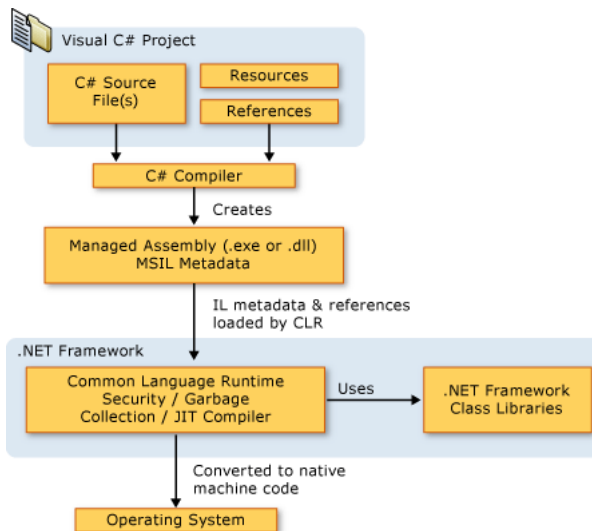 Visual C# Project
C# Source
File(s)
Resources
References
C# Compiler
Creates
Managed Assembly (.exe or .dll)
MSIL Metadata
IL metadata & references
loaded by CLR
.NET Framework
Common Language Runtime
Security / Garbage
Collection / JIT Compiler
Uses
.NET Framework
Class Libraries
Converted to native
machine code
Operating System